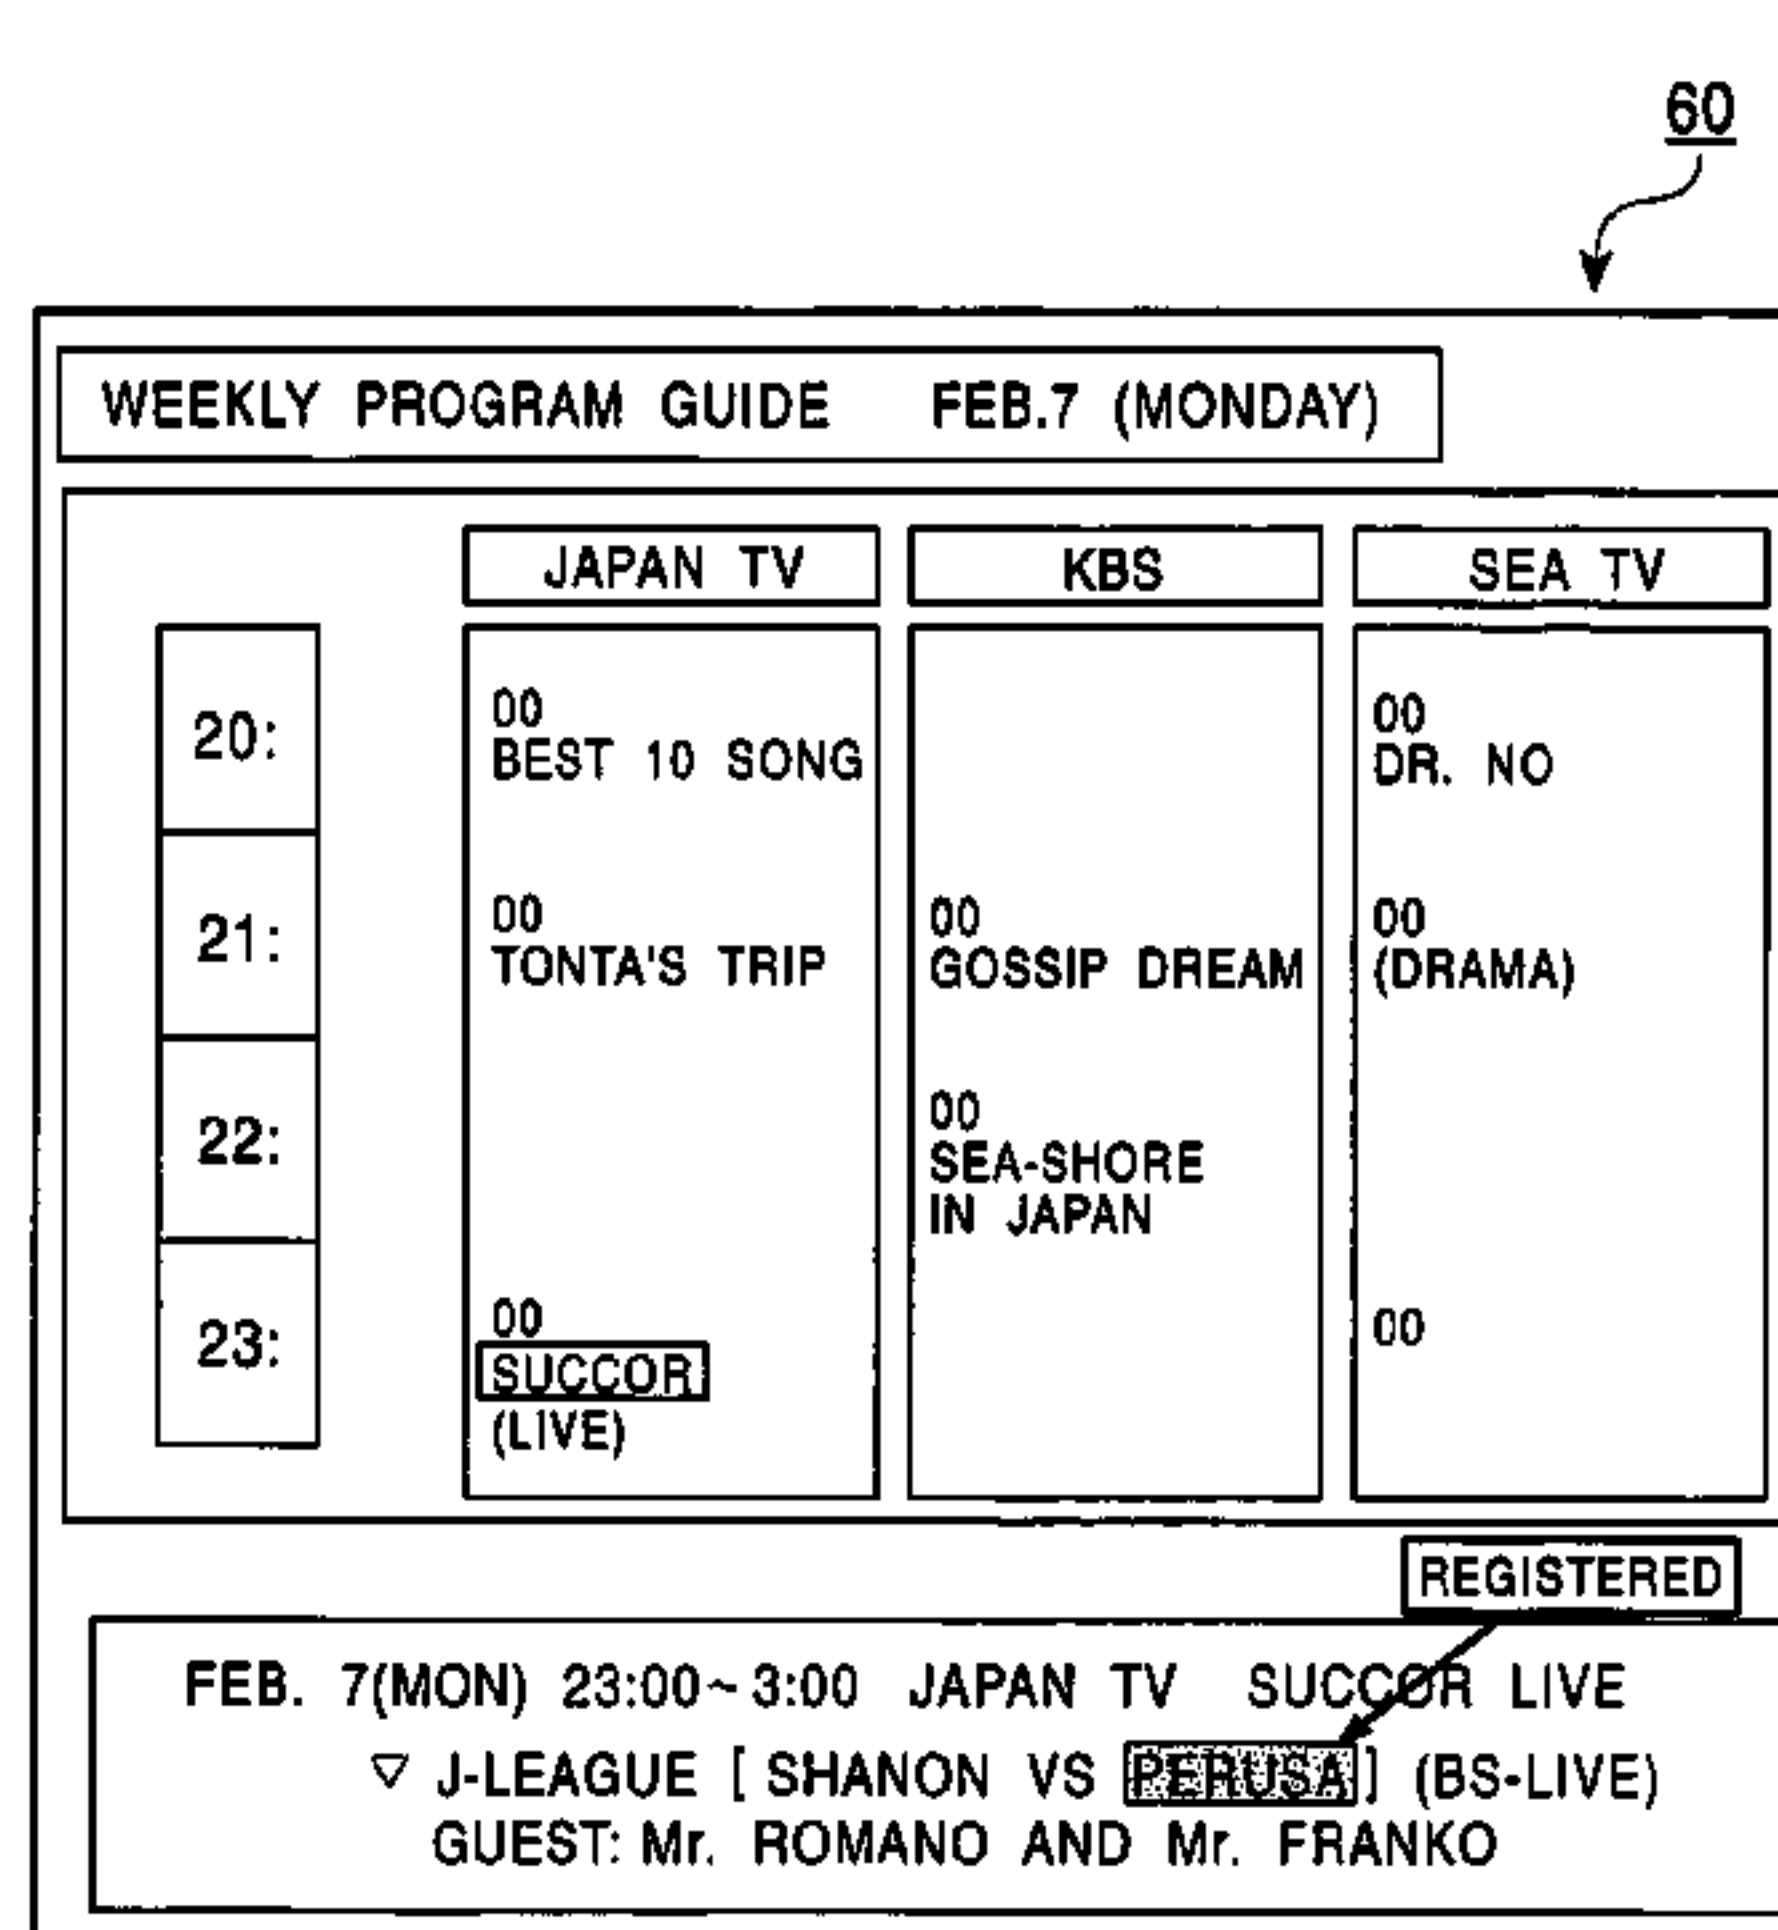 60
WEEKLY PROGRAM GUIDE FEB.7 (MONDAY)
JAPAN TV KBS SEA TV
20:
00
BEST 10 SONG
00
DR. NO
21:
00
TONTA'S TRIP
00
GOSSIP DREAM
00
(DRAMA)
22:
00
SEA-SHORE
IN JAPAN
23:
00
SUCCOR
(LIVE)
00
REGISTERED
FEB. 7(MON) 23:00~3:00 JAPAN TV SUCCOR LIVE
▽ J-LEAGUE [ SHANON VS PERUSA] (BS-LIVE)
GUEST: Mr. ROMANO AND Mr. FRANKO